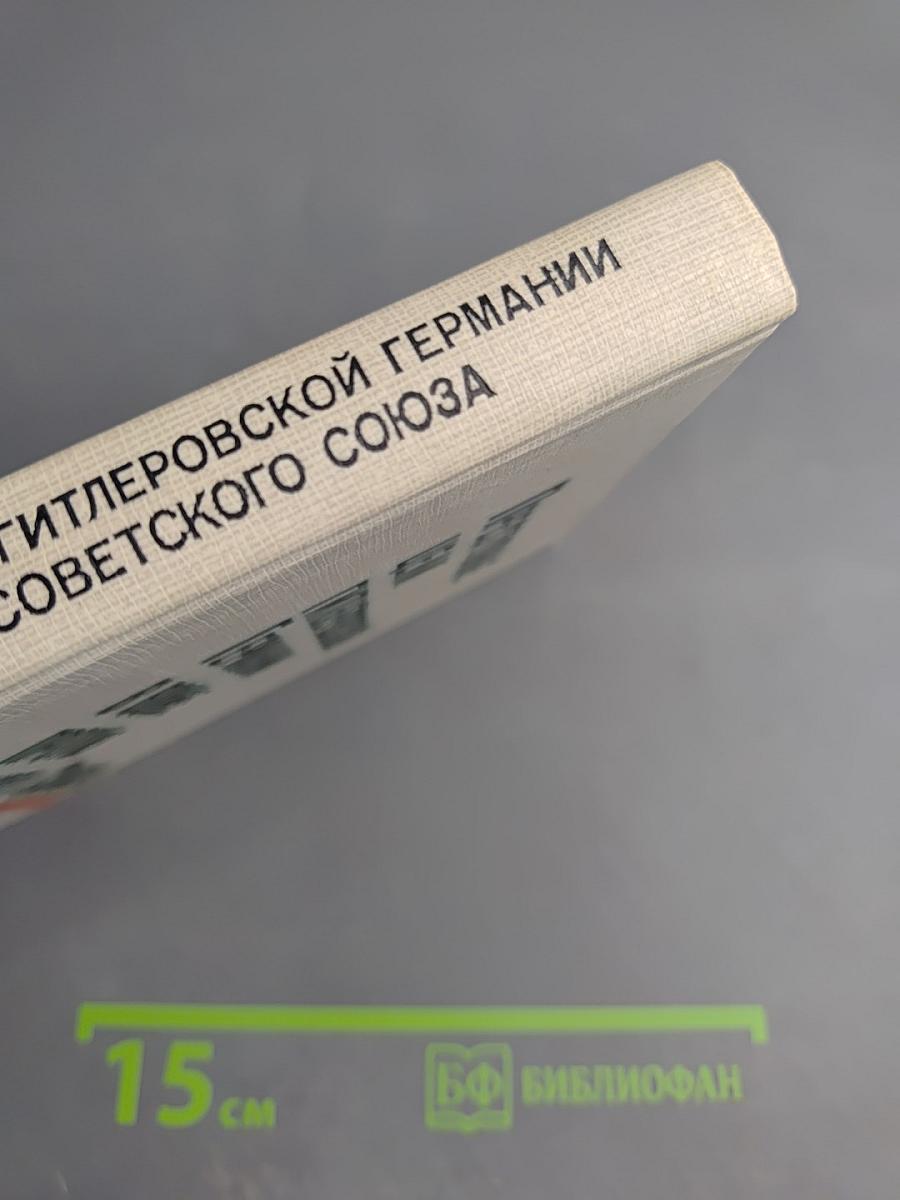 ГИТЛЕРОВСКОЙ ГЕРМАНИИ
СОВЕТСКОГО СОЮЗА
15 см
БФ БИБЛИОФАН